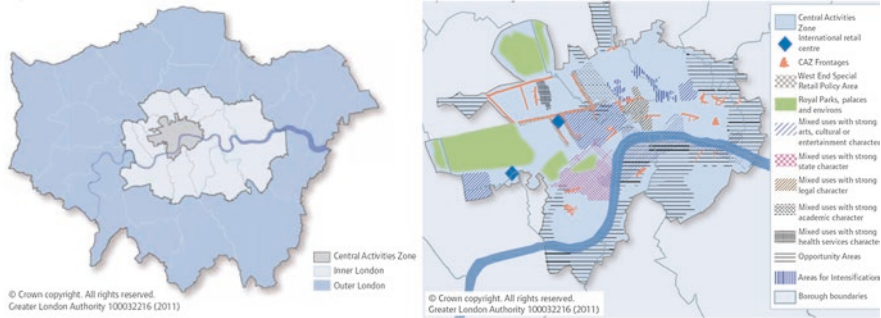 Central Activities Zone
Inner London
Outer London
© Crown copyright. All rights reserved.
Greater London Authority 100032216 (2011)
Central Activities
Zone
International retail
centre
CAZ Frontages
West End Special
Retail Policy Area
Royal Parks, palaces
and environs
Mixed uses with strong
arts, cultural or
entertainment character
Mixed uses with strong
state character
Mixed uses with strong
legal character
Mixed uses with strong
academic character
Mixed uses with strong
health services character
Opportunity Areas
Areas for Intensification
Borough boundaries
© Crown copyright. All rights reserved.
Greater London Authority 100032216 (2011)